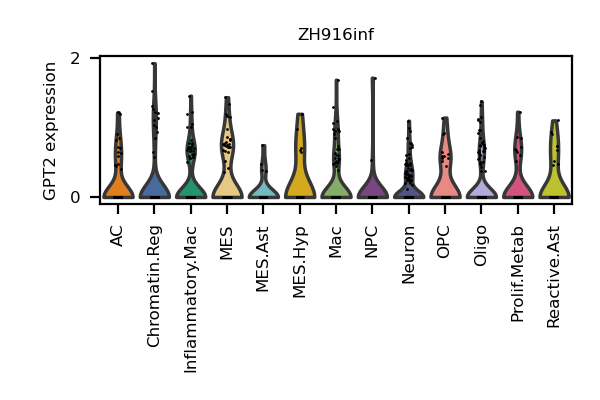 ZH916inf
GPT2 expression
2
0
AC
Chromatin.Reg
Inflammatory.Mac
MES
MES.Ast
MES.Hyp
Mac
NPC
Neuron
OPC
Oligo
Prolif.Metab
Reactive.Ast